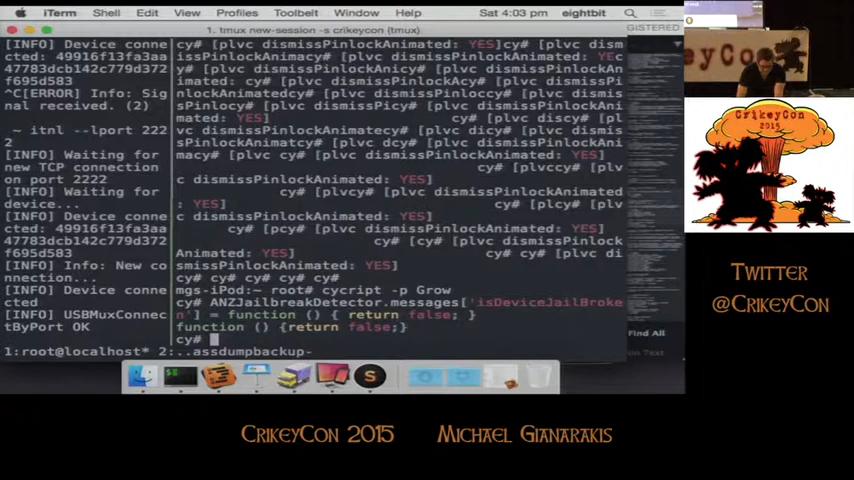 iTerm Shell Edit View Profiles Toolbelt Window Help Sat 4:03 pm eightbit
1. tmux new-session -s crikeycon (tmux)
GISTERED
[INFO] Device conne
cted: 49916f13fa3aa
47783dcb142c779d372
f695d583
^C[ERROR] Info: Sig
nal received. (2)
~ itnl --lport 222
2
[INFO] Waiting for
new TCP connection
on port 2222
[INFO] Waiting for
device...
[INFO] Device conne
cted: 49916f13fa3aa
47783dcb142c779d372
f695d583
[INFO] Info: New co
nnection...
[INFO] Device conne
cted
[INFO] USBMuxConnec
tByPort OK
cy# [plvc dismissPinlockAnimated: YES]cy# [plvc dism
issPinlockAnimacy# [plvc dismissPinlockAnimated: YEc
y# [plvc dismissPinlockAnicy# [plvc dismissPinlockAn
imated: cy# [plvc dismissPinlockAcy# [plvc dismissPi
nlockAnimatedcy# [plvc dismissPinloccy# [plvc dismis
sPinlocy# [plvc dismissPicy# [plvc dismissPinlockAni
mated: YES] cy# [plvc discy# [pl
vc dismissPinlockAnimatecy# [plvc dicy# [plvc dismis
sPinlockAnimatcy# [plvc dcy# [plvc dismissPinlockAni
macy# [plvc cy# [plvc dismissPinlockAnimated: YES]
cy# [plvccy# [plv
c dismissPinlockAnimated: YES]
cy# [plvcy# [plvc dismissPinlockAnimated
: YES] cy# [plcy# [plv
c dismissPinlockAnimated: YES]
cy# [pcy# [plvc dismissPinlockAnimated: YES]
cy# [cy# [plvc dismissPinlock
Animated: YES] cy# cy# [plvc di
smissPinlockAnimated: YES]
cy# cy# cy# cy# cy#
mgs-iPod:~ root# cycript -p Grow
cy# ANZJailbreakDetector.messages['isDeviceJailBroke
n'] = function () { return false; }
function () {return false;}
cy#
1:root@localhost* 2:..assdumpbackup-
Find All
on Text
S
keyCon
CrikeyCon
2015
Twitter
@CrikeyCon
CrikeyCon 2015 Michael Gianarakis